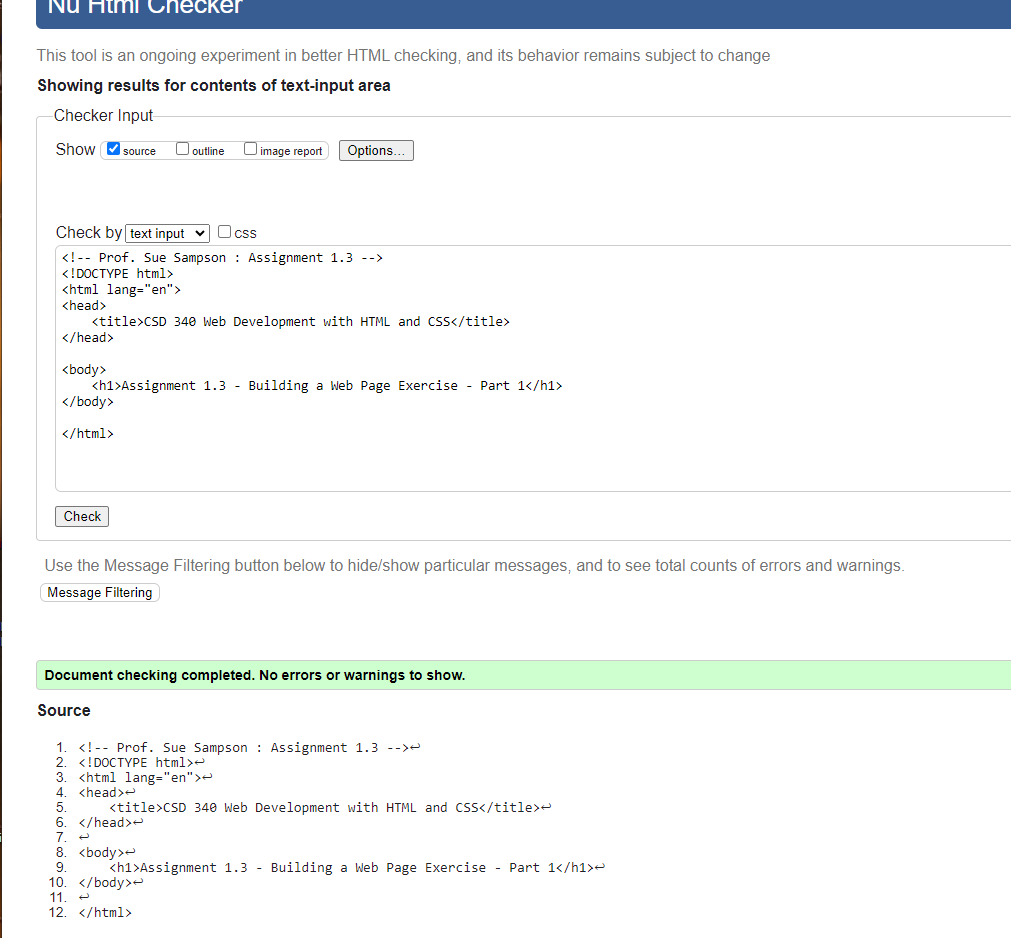 Nu Html Checker
This tool is an ongoing experiment in better HTML checking, and its behavior remains subject to change
Showing results for contents of text-input area
Checker Input
Show source outline image report Options...
Check by text input css
<!-- Prof. Sue Sampson : Assignment 1.3 -->
<!DOCTYPE html>
<html lang="en">
<head>
    <title>CSD 340 Web Development with HTML and CSS</title>
</head>

<body>
    <h1>Assignment 1.3 - Building a Web Page Exercise - Part 1</h1>
</body>

</html>
Check
Use the Message Filtering button below to hide/show particular messages, and to see total counts of errors and warnings.
Message Filtering
Document checking completed. No errors or warnings to show.
Source
1. <!-- Prof. Sue Sampson : Assignment 1.3 -->↩
2. <!DOCTYPE html>↩
3. <html lang="en">↩
4. <head>↩
5.     <title>CSD 340 Web Development with HTML and CSS</title>↩
6. </head>↩
7. ↩
8. <body>↩
9.     <h1>Assignment 1.3 - Building a Web Page Exercise - Part 1</h1>↩
10. </body>↩
11. ↩
12. </html>